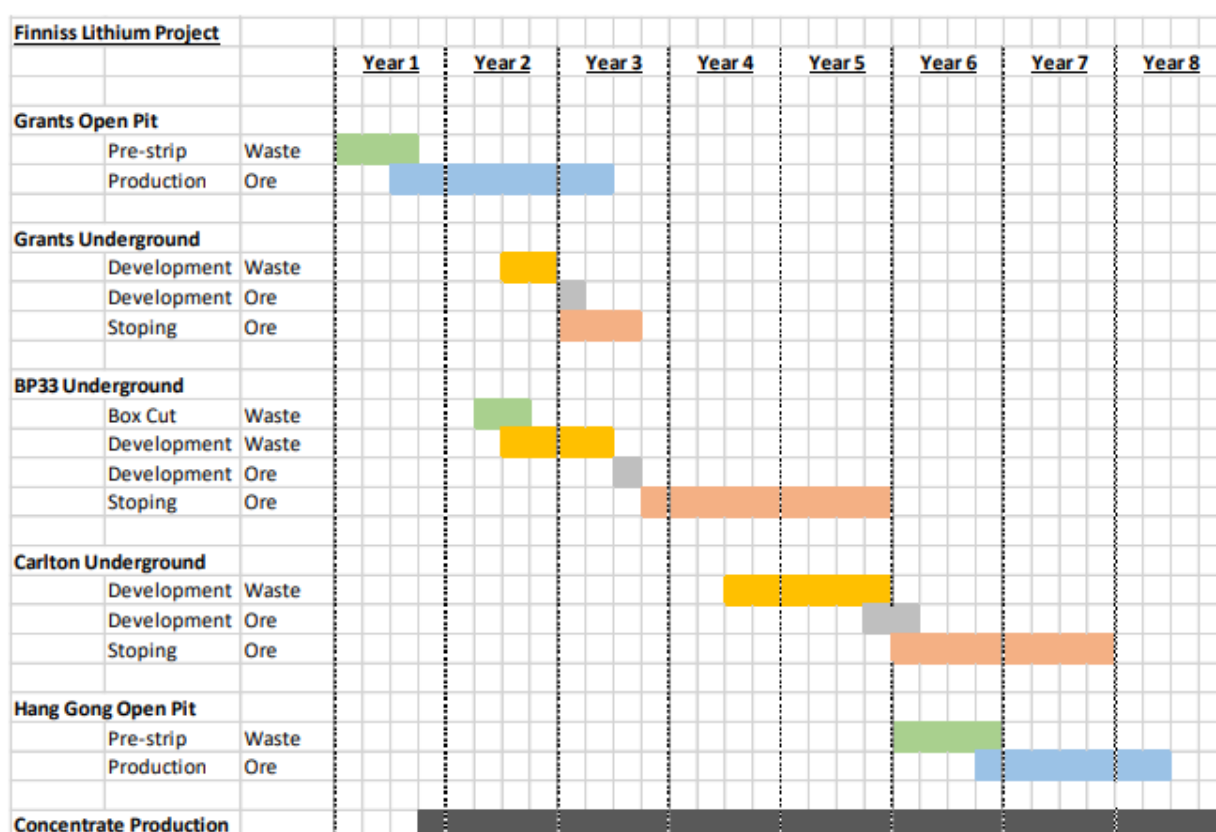 Finniss Lithium Project
Year 1 Year 2 Year 3 Year 4 Year 5 Year 6 Year 7 Year 8
Grants Open Pit
Pre-strip Waste
Production Ore
Grants Underground
Development Waste
Development Ore
Stoping Ore
BP33 Underground
Box Cut Waste
Development Waste
Development Ore
Stoping Ore
Carlton Underground
Development Waste
Development Ore
Stoping Ore
Hang Gong Open Pit
Pre-strip Waste
Production Ore
Concentrate Production